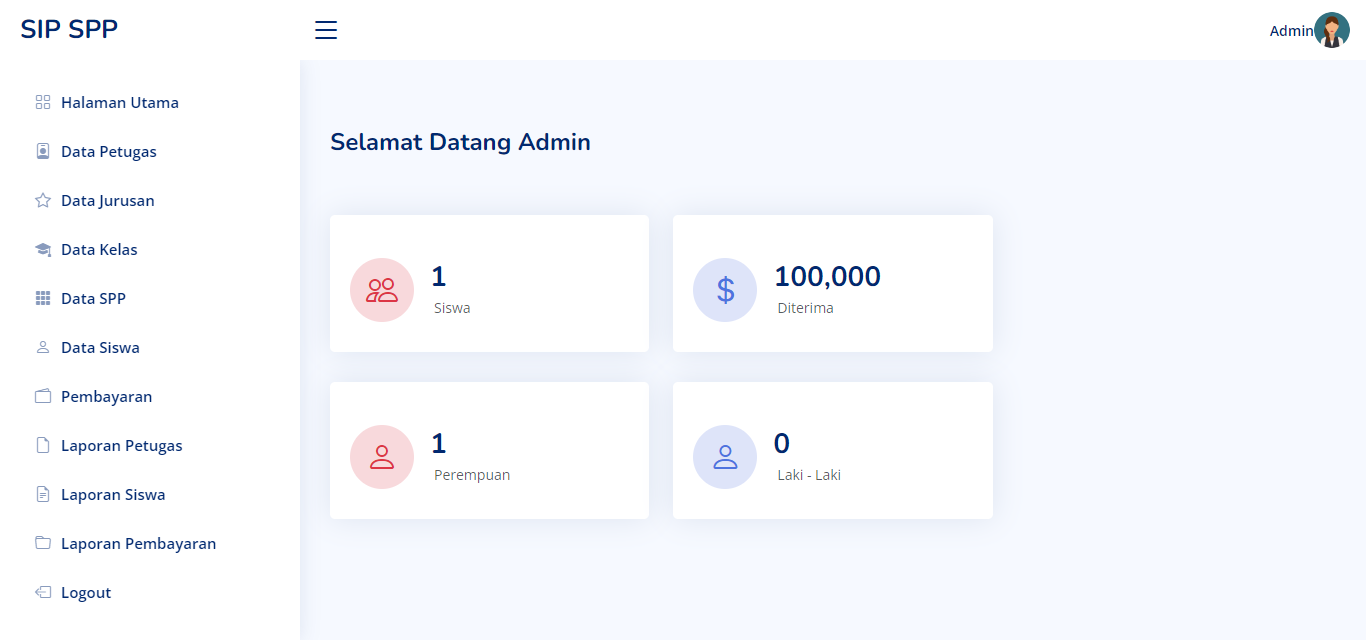 SIP SPP
Admin
Halaman Utama
Data Petugas
Data Jurusan
Data Kelas
Data SPP
Data Siswa
Pembayaran
Laporan Petugas
Laporan Siswa
Laporan Pembayaran
Logout
Selamat Datang Admin
1
Siswa
$
100,000
Diterima
1
Perempuan
0
Laki - Laki